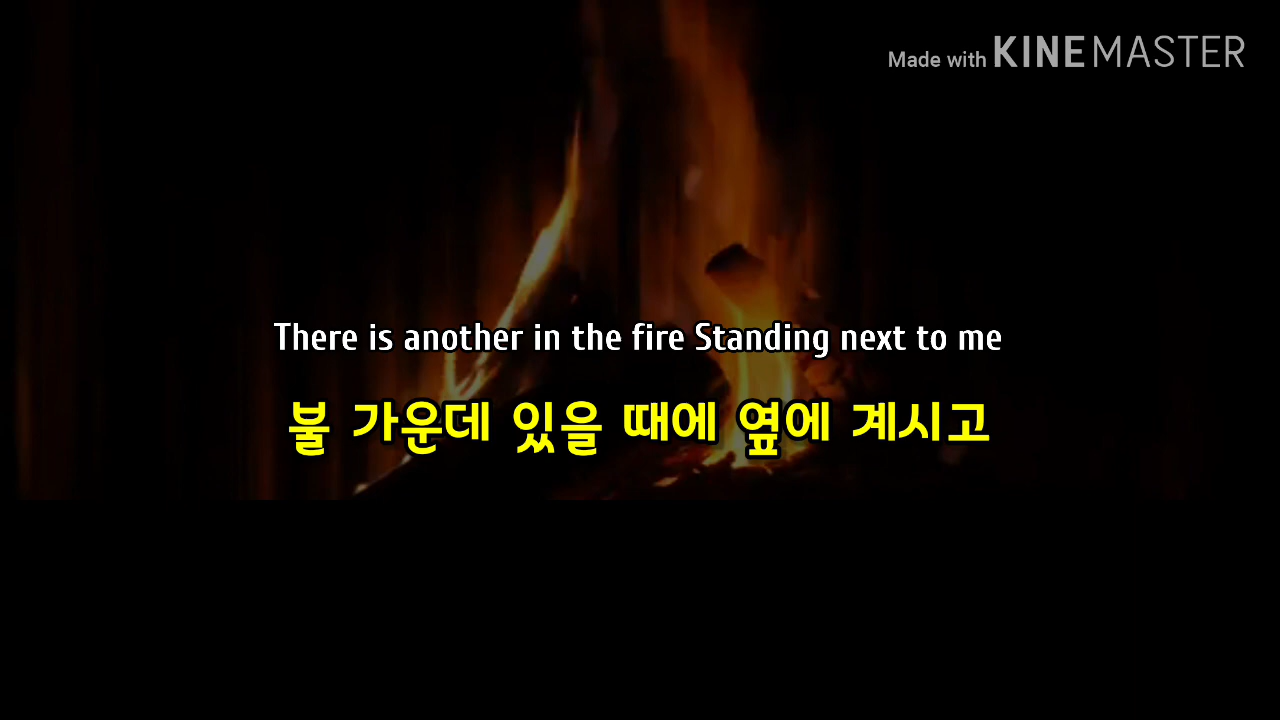 Made with KINEMASTER
There is another in the fire Standing next to me
불 가운데 있을 때에 옆에 계시고